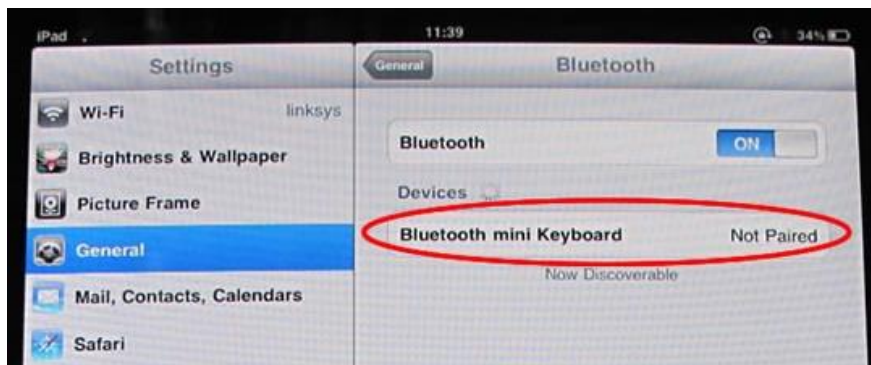 iPad 11:39 34%
Settings
General
Bluetooth
Wi-Fi linksys
Brightness & Wallpaper
Picture Frame
General
Mail, Contacts, Calendars
Safari
Bluetooth ON
Devices
Bluetooth mini Keyboard Not Paired
Now Discoverable